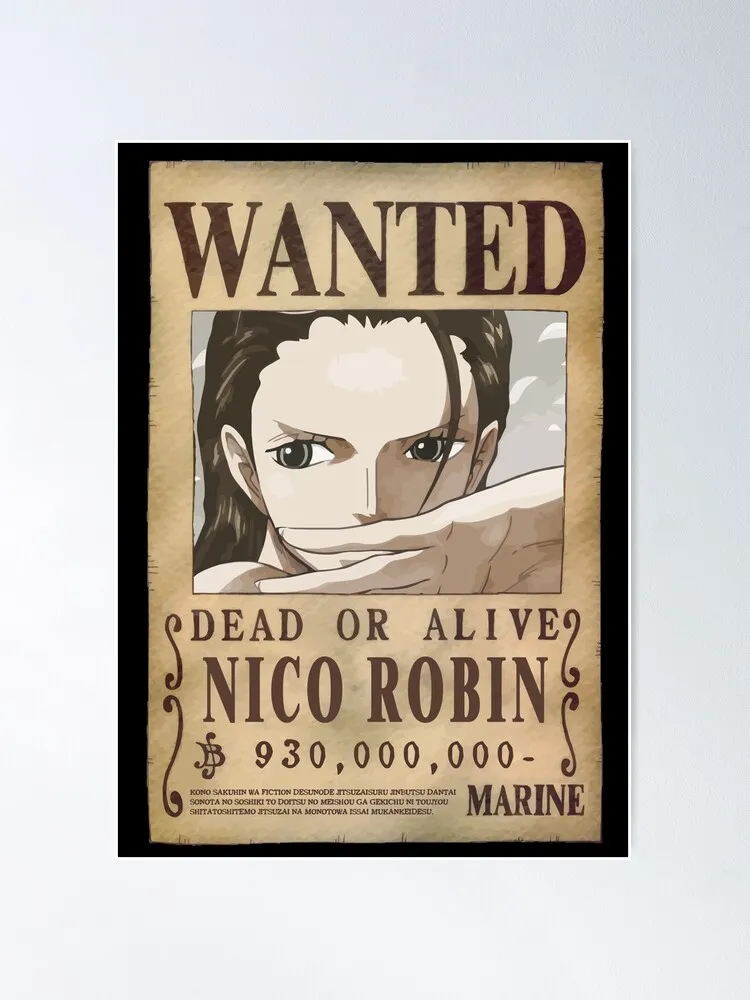 WANTED
DEAD OR ALIVE
NICO ROBIN
฿ 930,000,000-
KONO SAKUHIN WA FICTION DESUNODE JITSUZAISURU JINBUTSU DANTAI
SONOTA NO SOSHIKI TO DOITSU NO MEISHOU GA GEKICHU NI TOUJYOU
SHITATOSHITEMO JITSUZAI NA MONOTOWA ISSAI MUKANKEIDESU.
MARINE